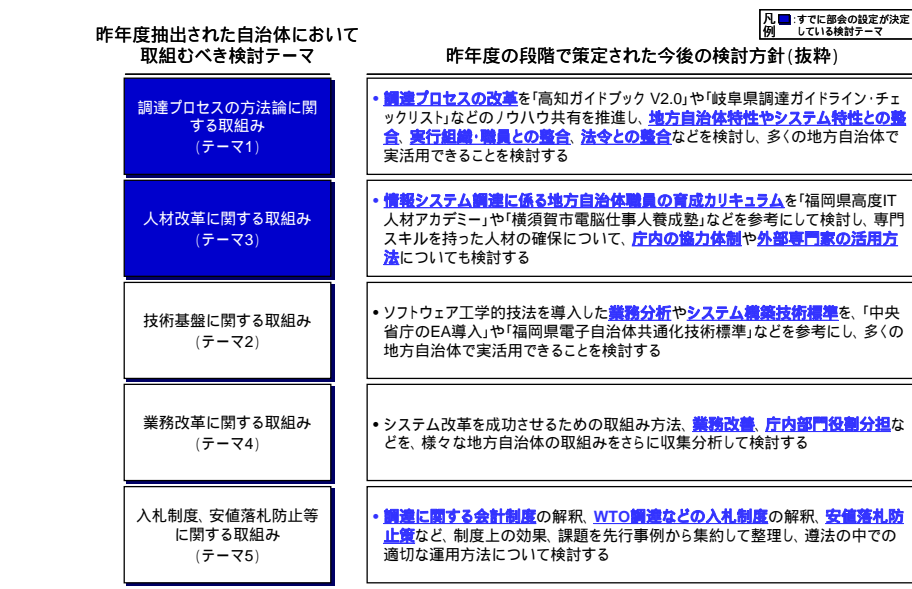 凡例 ■:すでに部会の設定が決定
している検討テーマ
昨年度抽出された自治体において
取組むべき検討テーマ
昨年度の段階で策定された今後の検討方針(抜粋)
調達プロセスの方法論に関
する取組み
(テーマ1)
• 調達プロセスの改革を「高知ガイドブック V2.0」や「岐阜県調達ガイドライン・チェ
ックリスト」などのノウハウ共有を推進し、地方自治体特性やシステム特性との整
合、実行組織・職員との整合、法令との整合などを検討し、多くの地方自治体で
実活用できることを検討する
人材改革に関する取組み
(テーマ3)
• 情報システム調達に係る地方自治体職員の育成カリキュラムを「福岡県高度IT
人材アカデミー」や「横須賀市電脳仕事人養成塾」などを参考にして検討し、専門
スキルを持った人材の確保について、庁内の協力体制や外部専門家の活用方
法についても検討する
技術基盤に関する取組み
(テーマ2)
• ソフトウェア工学的技法を導入した業務分析やシステム構築技術標準を、「中央
省庁のEA導入」や「福岡県電子自治体共通化技術標準」などを参考にし、多くの
地方自治体で実活用できることを検討する
業務改革に関する取組み
(テーマ4)
• システム改革を成功させるための取組み方法、業務改善、庁内部門役割分担な
どを、様々な地方自治体の取組みをさらに収集分析して検討する
入札制度、安値落札防止等
に関する取組み
(テーマ5)
• 調達に関する会計制度の解釈、WTO調達などの入札制度の解釈、安値落札防
止策など、制度上の効果、課題を先行事例から集約して整理し、遵法の中での
適切な運用方法について検討する